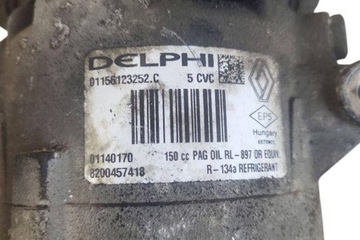 DELPHI
01156123252.C 5 CVC
EPS
Hungary
01140170 150 cc PAG OIL RL-897 OR EQUIV.
8200457418 R-134a REFRIGERANT